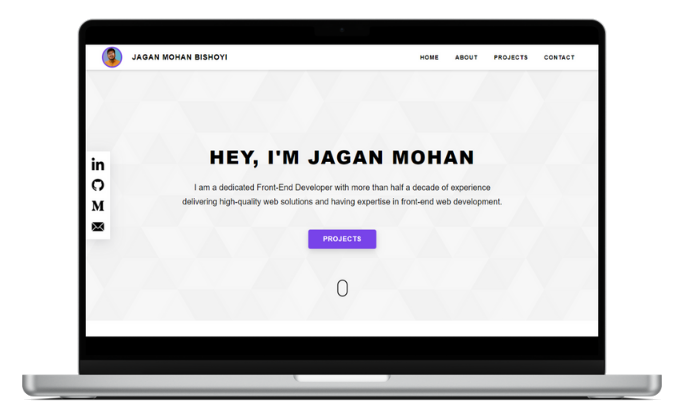 JAGAN MOHAN BISHOYI
HOME ABOUT PROJECTS CONTACT
HEY, I'M JAGAN MOHAN
I am a dedicated Front-End Developer with more than half a decade of experience
delivering high-quality web solutions and having expertise in front-end web development.
in
M
PROJECTS